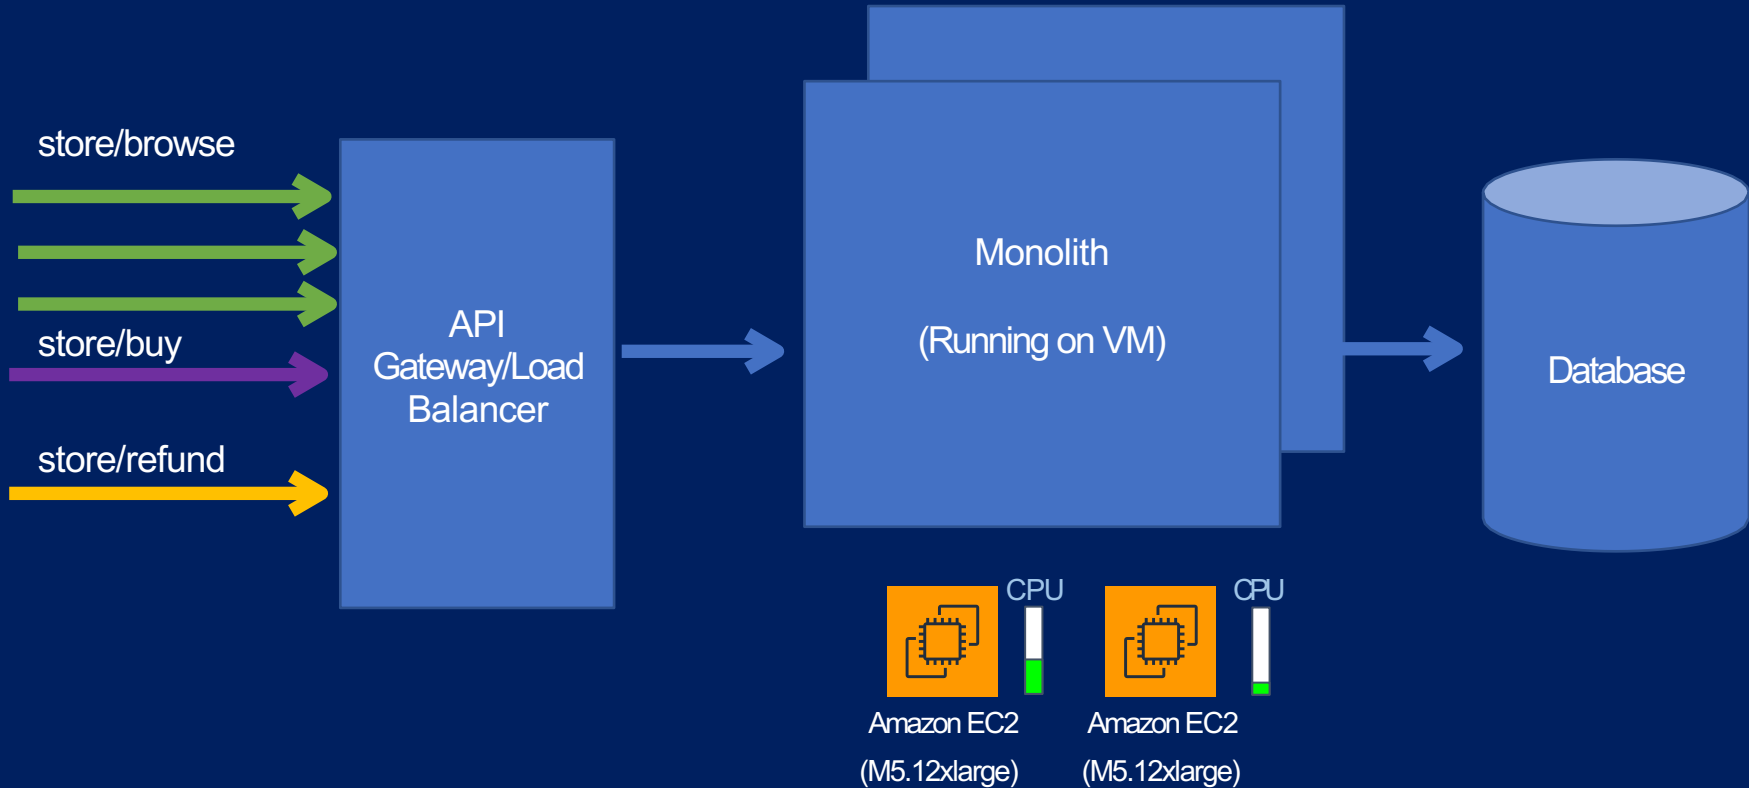 store/browse
store/buy
store/refund
API
Gateway/Load
Balancer
Monolith
(Running on VM)
Database
CPU
CPU
Amazon EC2
(M5.12xlarge)
Amazon EC2
(M5.12xlarge)